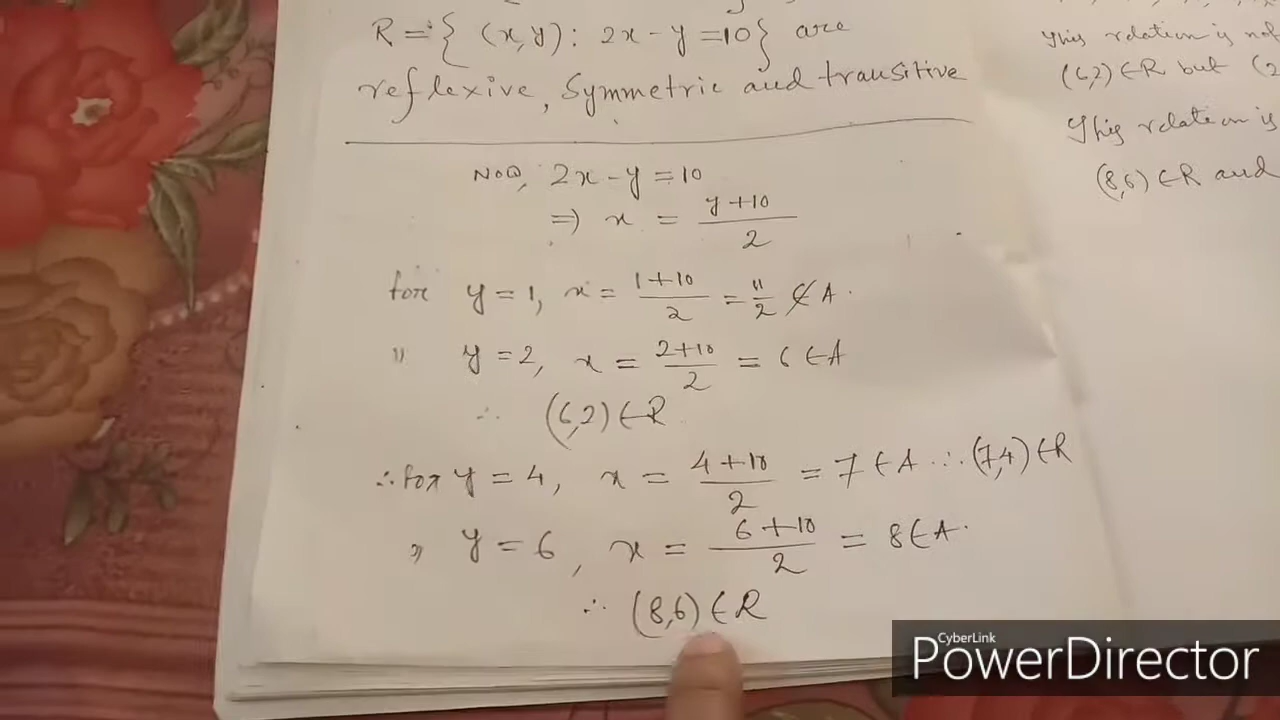 R = { (x,y): 2x - y = 10} are
reflexive, Symmetric and transitive
Now, 2x - y = 10
⇒ x = (y + 10)/2
for y = 1, x = (1 + 10)/2 = 11/2 ∉ A.
" y = 2, x = (2 + 10)/2 = 6 ∈ A
∴ (6,2) ∈ R
∴ for y = 4, x = (4 + 10)/2 = 7 ∈ A ∴ (7,4) ∈ R
" y = 6, x = (6 + 10)/2 = 8 ∈ A.
∴ (8,6) ∈ R
This relation is not
(6,2) ∈ R but (2
This relation is
(8,6) ∈ R and
CyberLink
PowerDirector